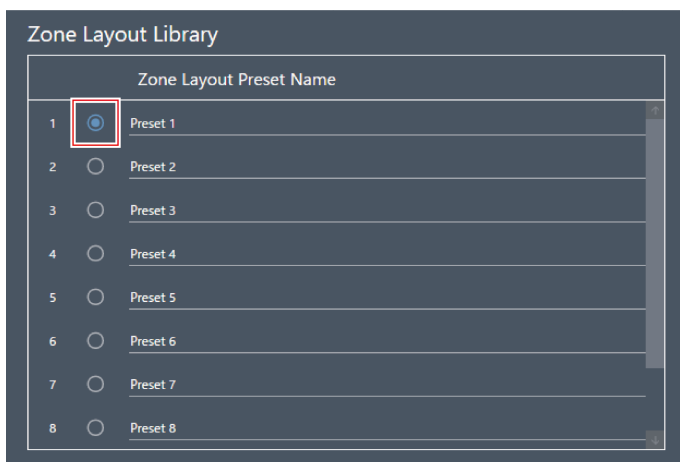 Zone Layout Library
Zone Layout Preset Name
1 Preset 1
2 Preset 2
3 Preset 3
4 Preset 4
5 Preset 5
6 Preset 6
7 Preset 7
8 Preset 8